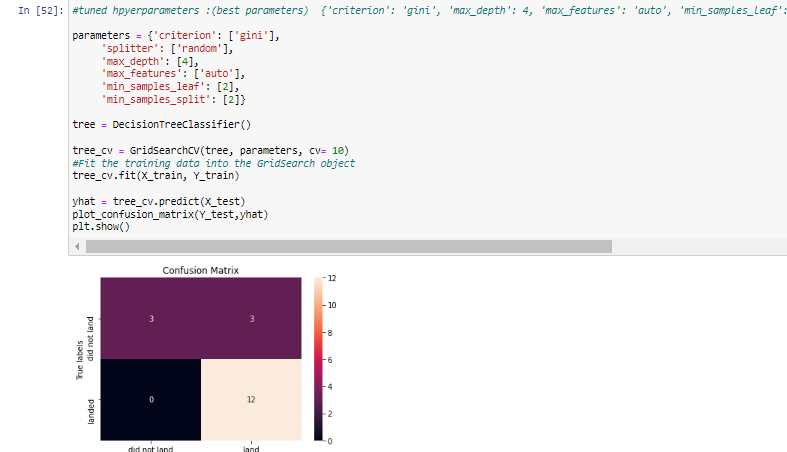 In [52]: #tuned hpyerparameters :(best parameters)  {'criterion': 'gini', 'max_depth': 4, 'max_features': 'auto', 'min_samples_leaf':
parameters = {'criterion': ['gini'],
     'splitter': ['random'],
     'max_depth': [4],
     'max_features': ['auto'],
     'min_samples_leaf': [2],
     'min_samples_split': [2]}
tree = DecisionTreeClassifier()
tree_cv = GridSearchCV(tree, parameters, cv= 10)
#Fit the training data into the GridSearch object
tree_cv.fit(X_train, Y_train)
yhat = tree_cv.predict(X_test)
plot_confusion_matrix(Y_test,yhat)
plt.show()
Confusion Matrix
True labels
did not land
3 3
landed
0 12
did not land land
12
10
8
6
4
2
0